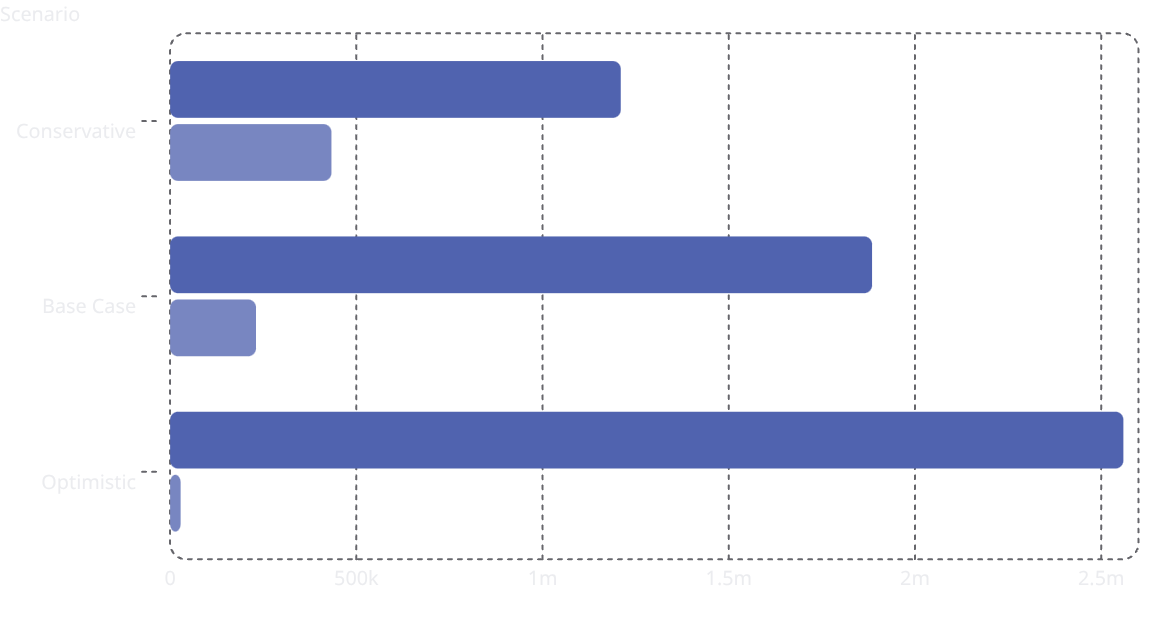 Scenario
Conservative
Base Case
Optimistic
0
500k
1m
1.5m
2m
2.5m